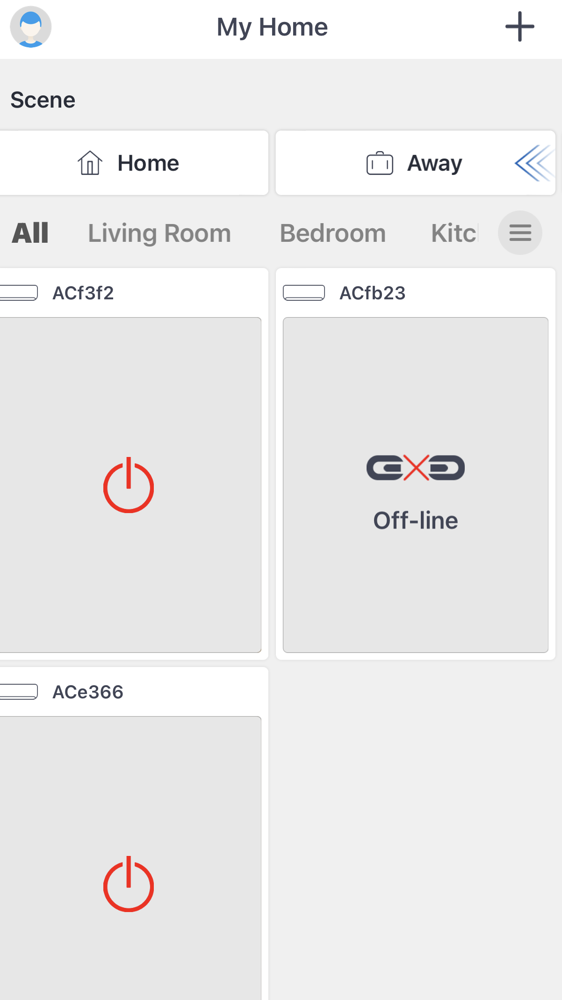 My Home
Scene
Home
Away
All
Living Room
Bedroom
Kitc
ACf3f2
ACfb23
Off-line
ACe366